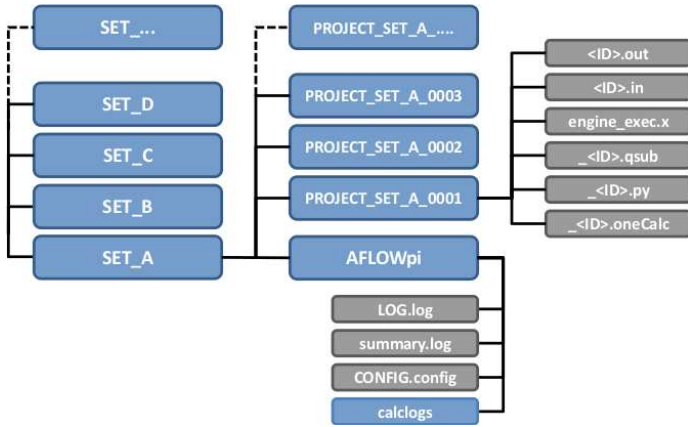 SET_...
SET_D
SET_C
SET_B
SET_A
PROJECT_SET_A_....
PROJECT_SET_A_0003
PROJECT_SET_A_0002
PROJECT_SET_A_0001
AFLOWpi
LOG.log
summary.log
CONFIG.config
calclogs
<ID>.out
<ID>.in
engine_exec.x
_<ID>.qsub
_<ID>.py
_<ID>.oneCalc